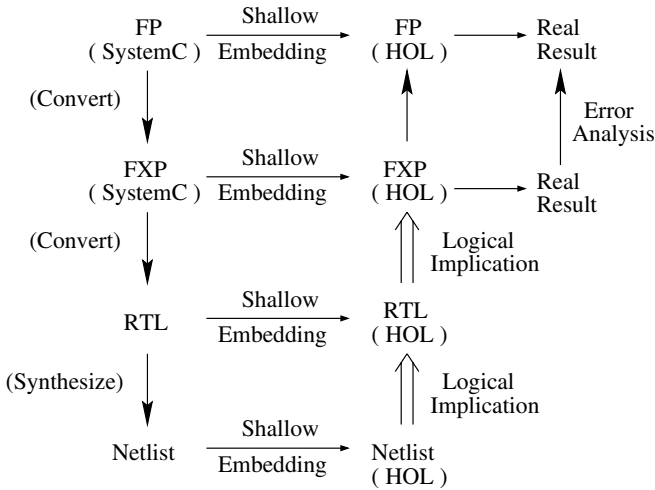 FP Shallow FP Real
( SystemC ) Embedding ( HOL ) Result
(Convert) Error
Analysis
FXP Shallow FXP Real
( SystemC ) Embedding ( HOL ) Result
(Convert) Logical
Implication
RTL Shallow RTL
Embedding ( HOL )
(Synthesize) Logical
Implication
Netlist Shallow Netlist
Embedding ( HOL )